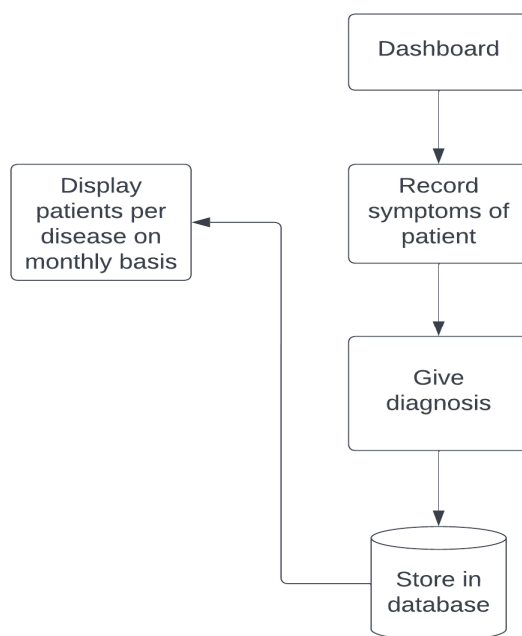 Dashboard
Record
symptoms of
patient
Give
diagnosis
Store in
database
Display
patients per
disease on
monthly basis